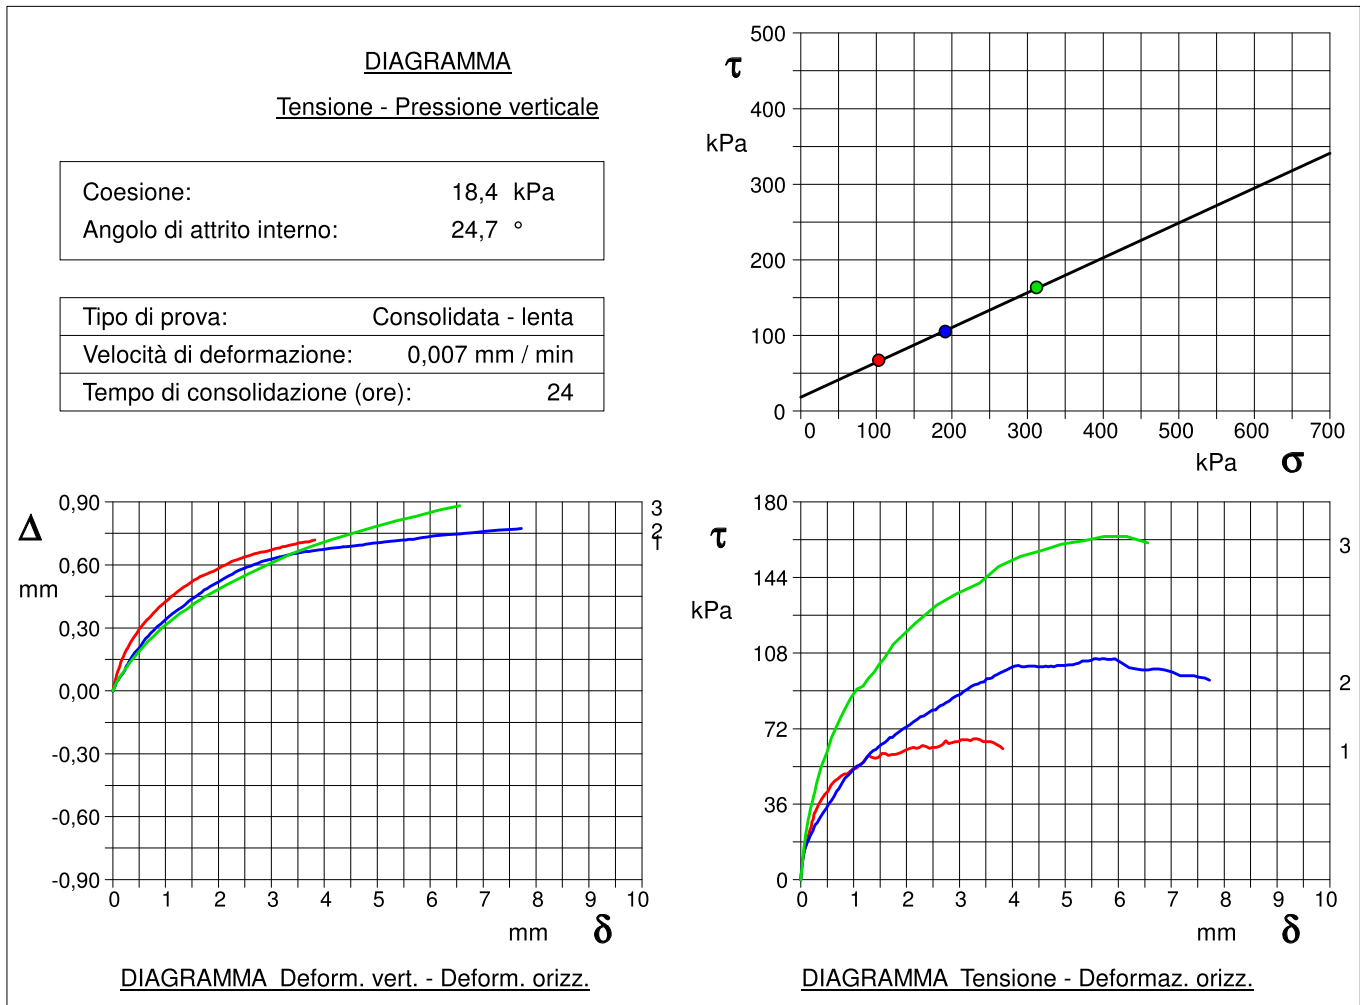 DIAGRAMMA
Tensione - Pressione verticale
Coesione: 18,4 kPa
Angolo di attrito interno: 24,7 °
Tipo di prova: Consolidata - lenta
Velocità di deformazione: 0,007 mm / min
Tempo di consolidazione (ore): 24
500
τ
400
kPa
300
200
100
0
0 100 200 300 400 500 600 700
kPa σ
0,90
Δ
0,60
mm
0,30
0,00
-0,30
-0,60
-0,90
3
2
1
0 1 2 3 4 5 6 7 8 9 10
mm δ
DIAGRAMMA Deform. vert. - Deform. orizz.
180
τ
144
kPa
108
72
36
0
3
2
1
0 1 2 3 4 5 6 7 8 9 10
mm δ
DIAGRAMMA Tensione - Deformaz. orizz.